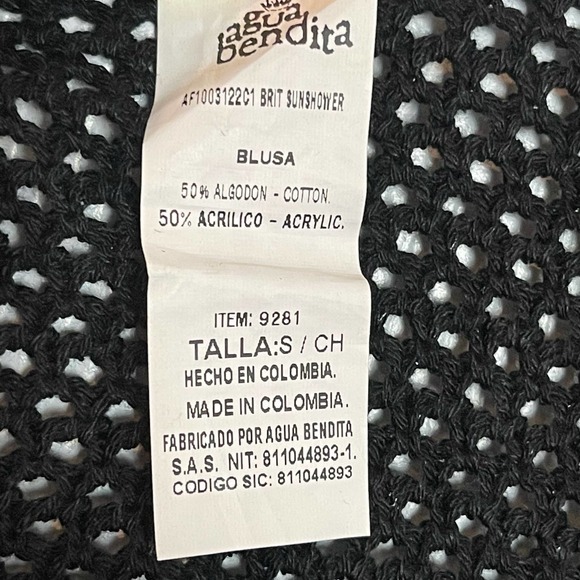 agua
bendita
AF1003122C1 BRIT SUNSHOWER
BLUSA
50% ALGODON - COTTON.
50% ACRILICO - ACRYLIC.
ITEM: 9281
TALLA:S / CH
HECHO EN COLOMBIA.
MADE IN COLOMBIA.
FABRICADO POR AGUA BENDITA
S.A.S. NIT: 811044893-1.
CODIGO SIC: 811044893